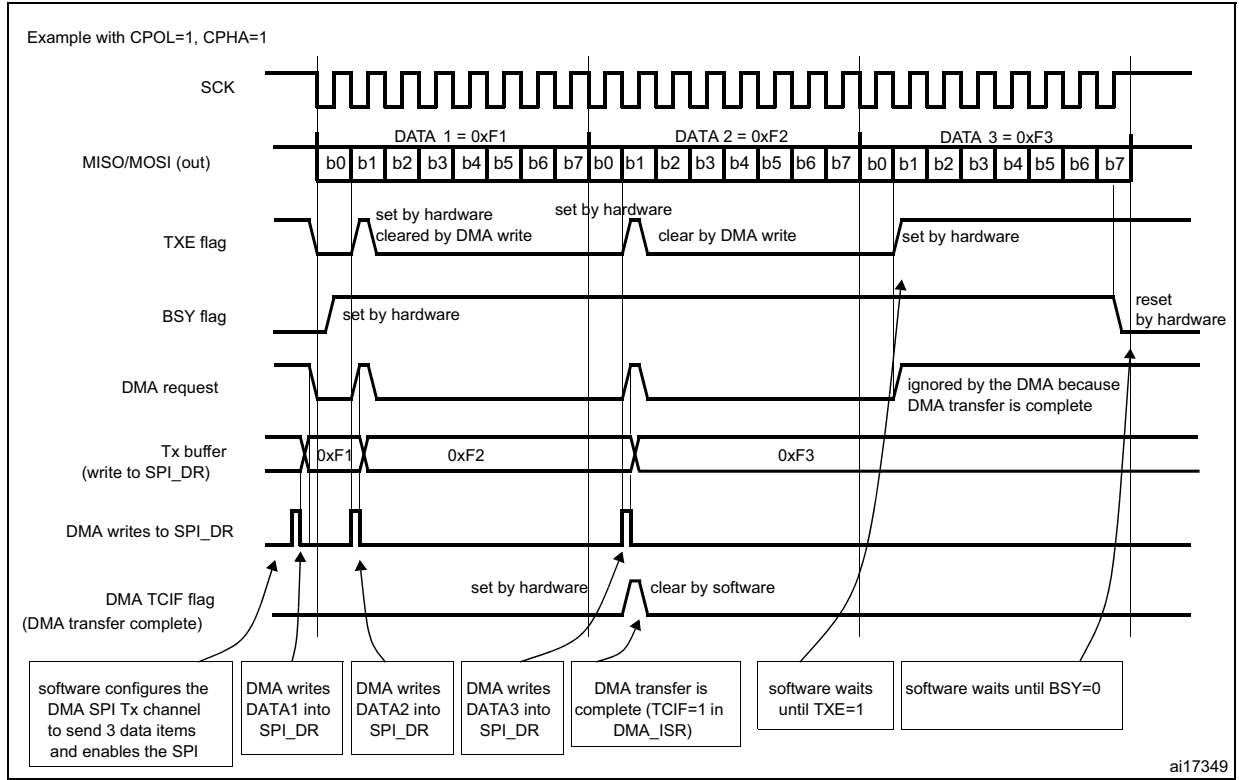 Example with CPOL=1, CPHA=1
SCK
DATA 1 = 0xF1
DATA 2 = 0xF2
DATA 3 = 0xF3
MISO/MOSI (out)
b0 b1 b2 b3 b4 b5 b6 b7 b0 b1 b2 b3 b4 b5 b6 b7 b0 b1 b2 b3 b4 b5 b6 b7
TXE flag
set by hardware
cleared by DMA write
set by hardware
clear by DMA write
set by hardware
BSY flag
set by hardware
reset
by hardware
DMA request
ignored by the DMA because
DMA transfer is complete
Tx buffer
(write to SPI_DR)
0xF1
0xF2
0xF3
DMA writes to SPI_DR
DMA TCIF flag
(DMA transfer complete)
set by hardware
clear by software
software configures the
DMA SPI Tx channel
to send 3 data items
and enables the SPI
DMA writes
DATA1 into
SPI_DR
DMA writes
DATA2 into
SPI_DR
DMA writes
DATA3 into
SPI_DR
DMA transfer is
complete (TCIF=1 in
DMA_ISR)
software waits
until TXE=1
software waits until BSY=0
ai17349